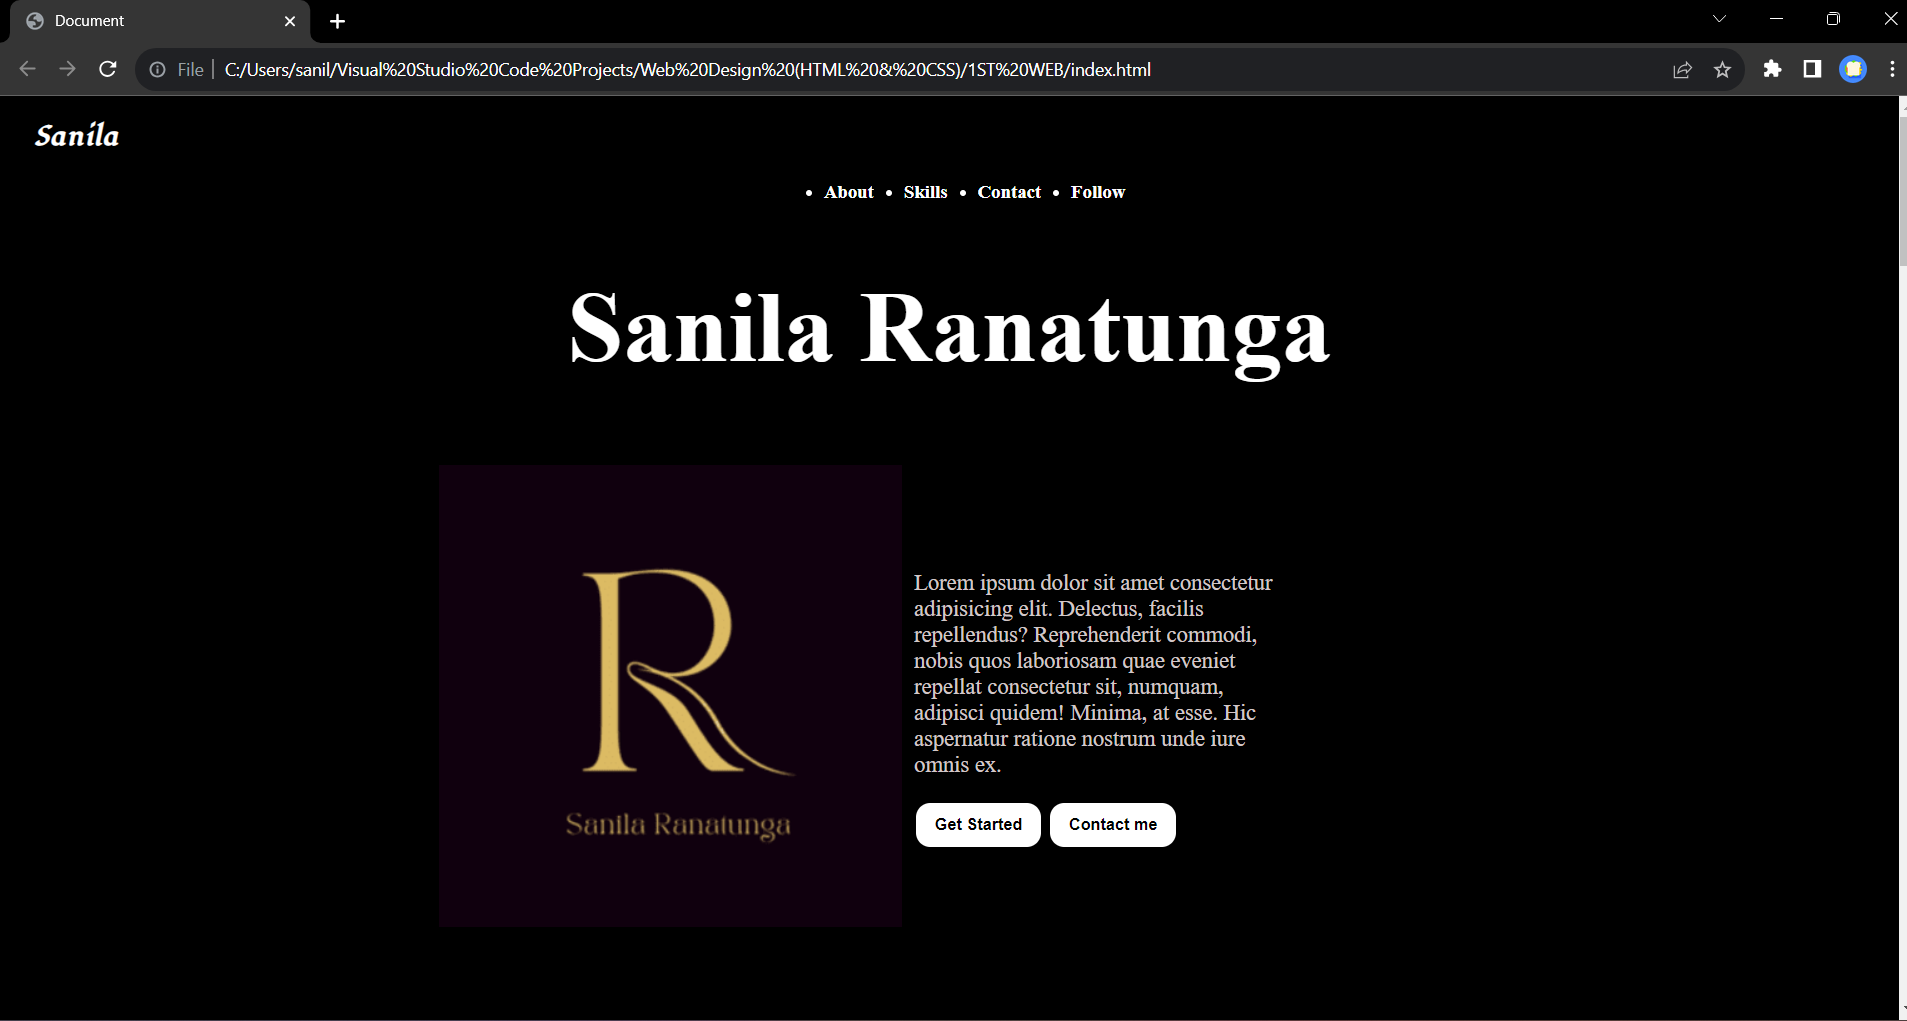 Document
File
C:/Users/sanil/Visual%20Studio%20Code%20Projects/Web%20Design%20(HTML%20&%20CSS)/1ST%20WEB/index.html
Sanila
• About • Skills • Contact • Follow
Sanila Ranatunga
R
Sanila Ranatunga
Lorem ipsum dolor sit amet consectetur
adipisicing elit. Delectus, facilis
repellendus? Reprehenderit commodi,
nobis quos laboriosam quae eveniet
repellat consectetur sit, numquam,
adipisci quidem! Minima, at esse. Hic
aspernatur ratione nostrum unde iure
omnis ex.
Get Started
Contact me